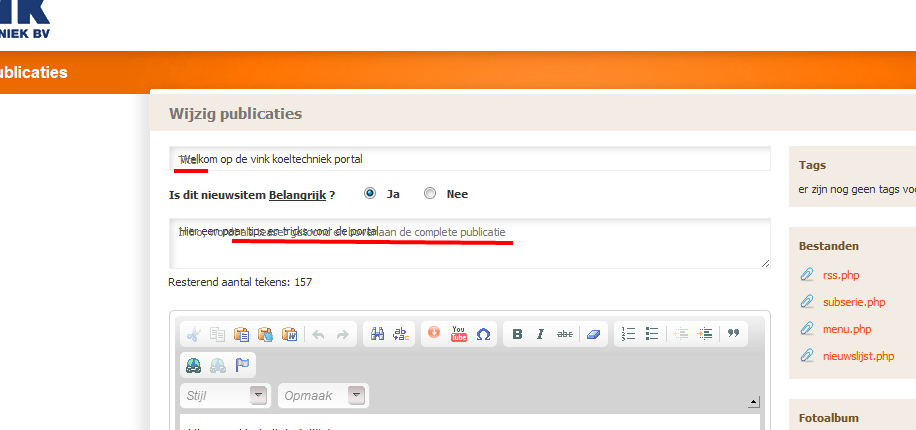 NIEK BV
ublicaties
Wijzig publicaties
Titel
Welkom op de vink koeltechniek portal
Is dit nieuwsitem Belangrijk ? Ja Nee
Hier een paar tips en tricks voor de portal
aan de complete publicatie
Resterend aantal tekens: 157
You
Tube
B I abc
Stijl
Opmaak
Tags
er zijn nog geen tags vo
Bestanden
rss.php
subserie.php
menu.php
nieuwslijst.php
Fotoalbum